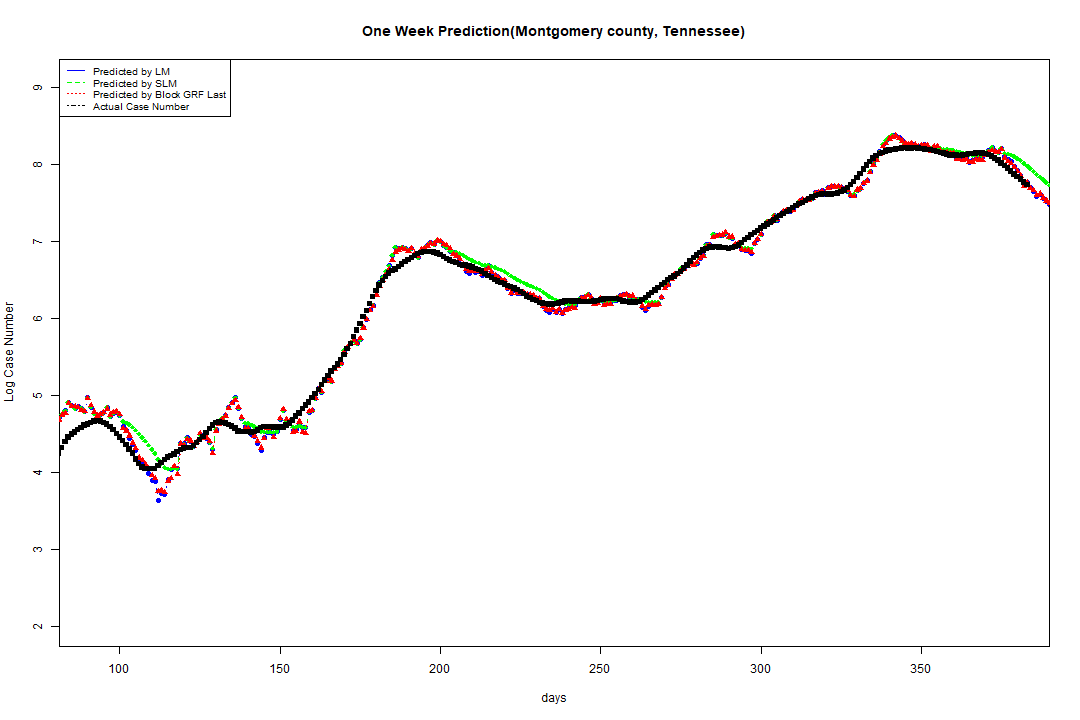 One Week Prediction(Montgomery county, Tennessee)
Predicted by LM
Predicted by SLM
Predicted by Block GRF Last
Actual Case Number
9
8
7
6
5
4
3
2
Log Case Number
100 150 200 250 300 350
days